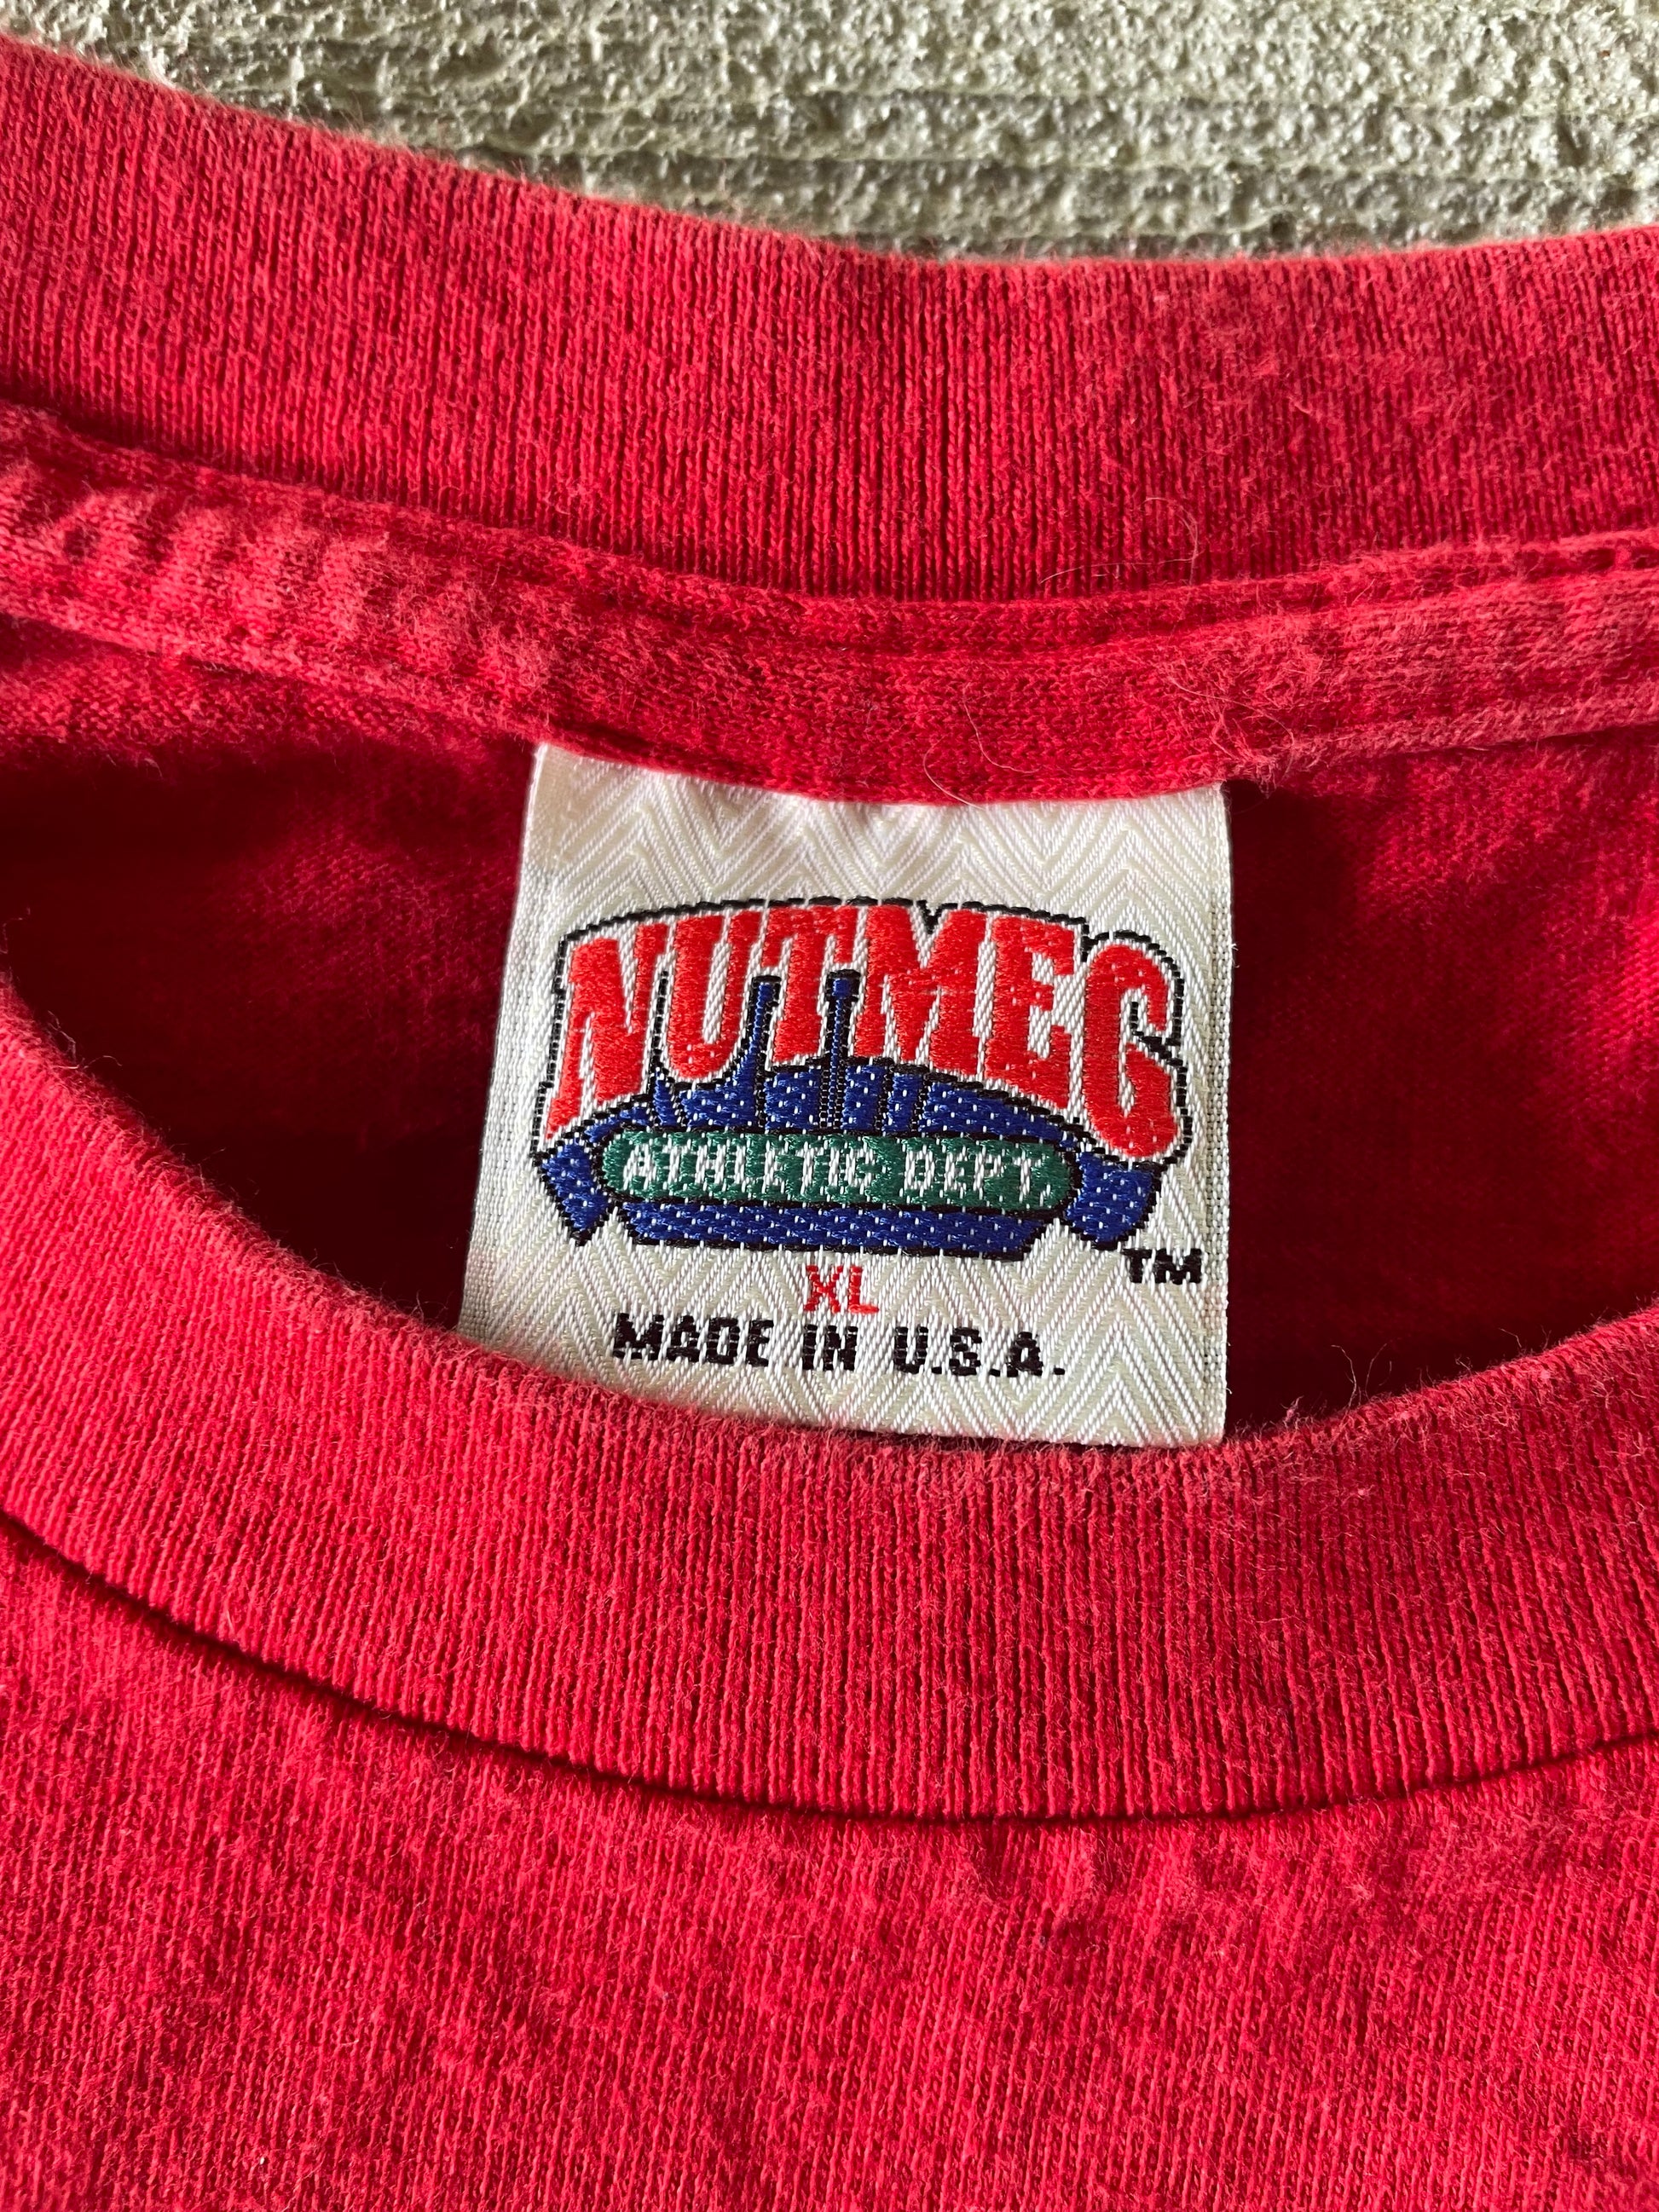 NUTMEG
ATHLETIC DEPT.
TM
XL
MADE IN U.S.A.